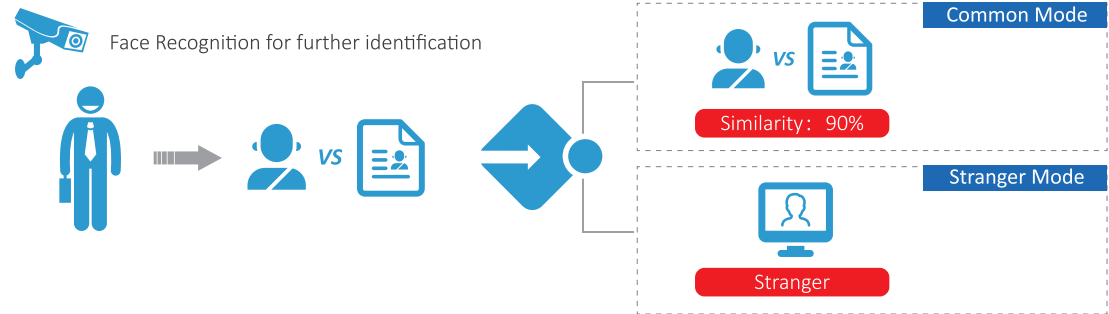 Face Recognition for further identification
VS
Common Mode
VS
Similarity: 90%
Stranger Mode
Stranger